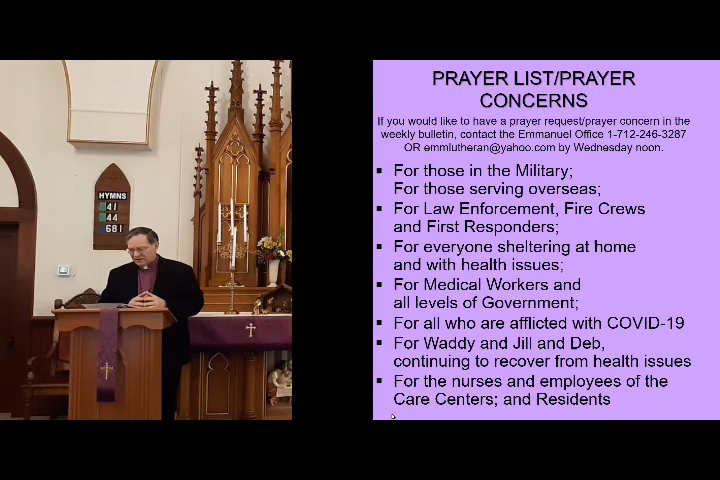 HYMNS
41
44
681
PRAYER LIST/PRAYER
CONCERNS
If you would like to have a prayer request/prayer concern in the
weekly bulletin, contact the Emmanuel Office 1-712-246-3287
OR emmlutheran@yahoo.com by Wednesday noon.
▪ For those in the Military;
For those serving overseas;
▪ For Law Enforcement, Fire Crews
and First Responders;
▪ For everyone sheltering at home
and with health issues;
▪ For Medical Workers and
all levels of Government;
▪ For all who are afflicted with COVID-19
▪ For Waddy and Jill and Deb,
continuing to recover from health issues
▪ For the nurses and employees of the
Care Centers; and Residents